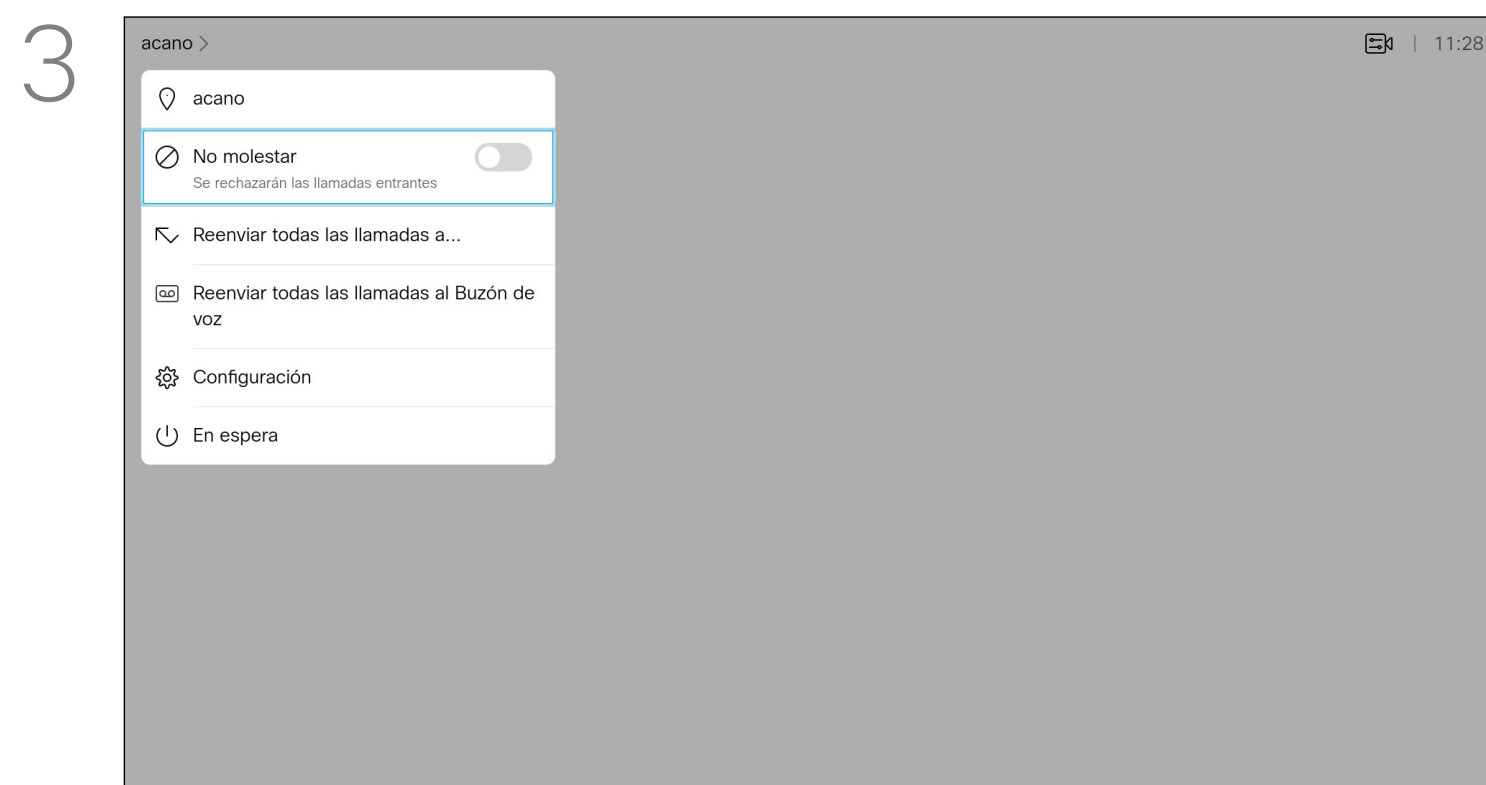 3
acano
11:28
acano
No molestar
Se rechazarán las llamadas entrantes
Reenviar todas las llamadas a...
Reenviar todas las llamadas al Buzón de
voz
Configuración
En espera